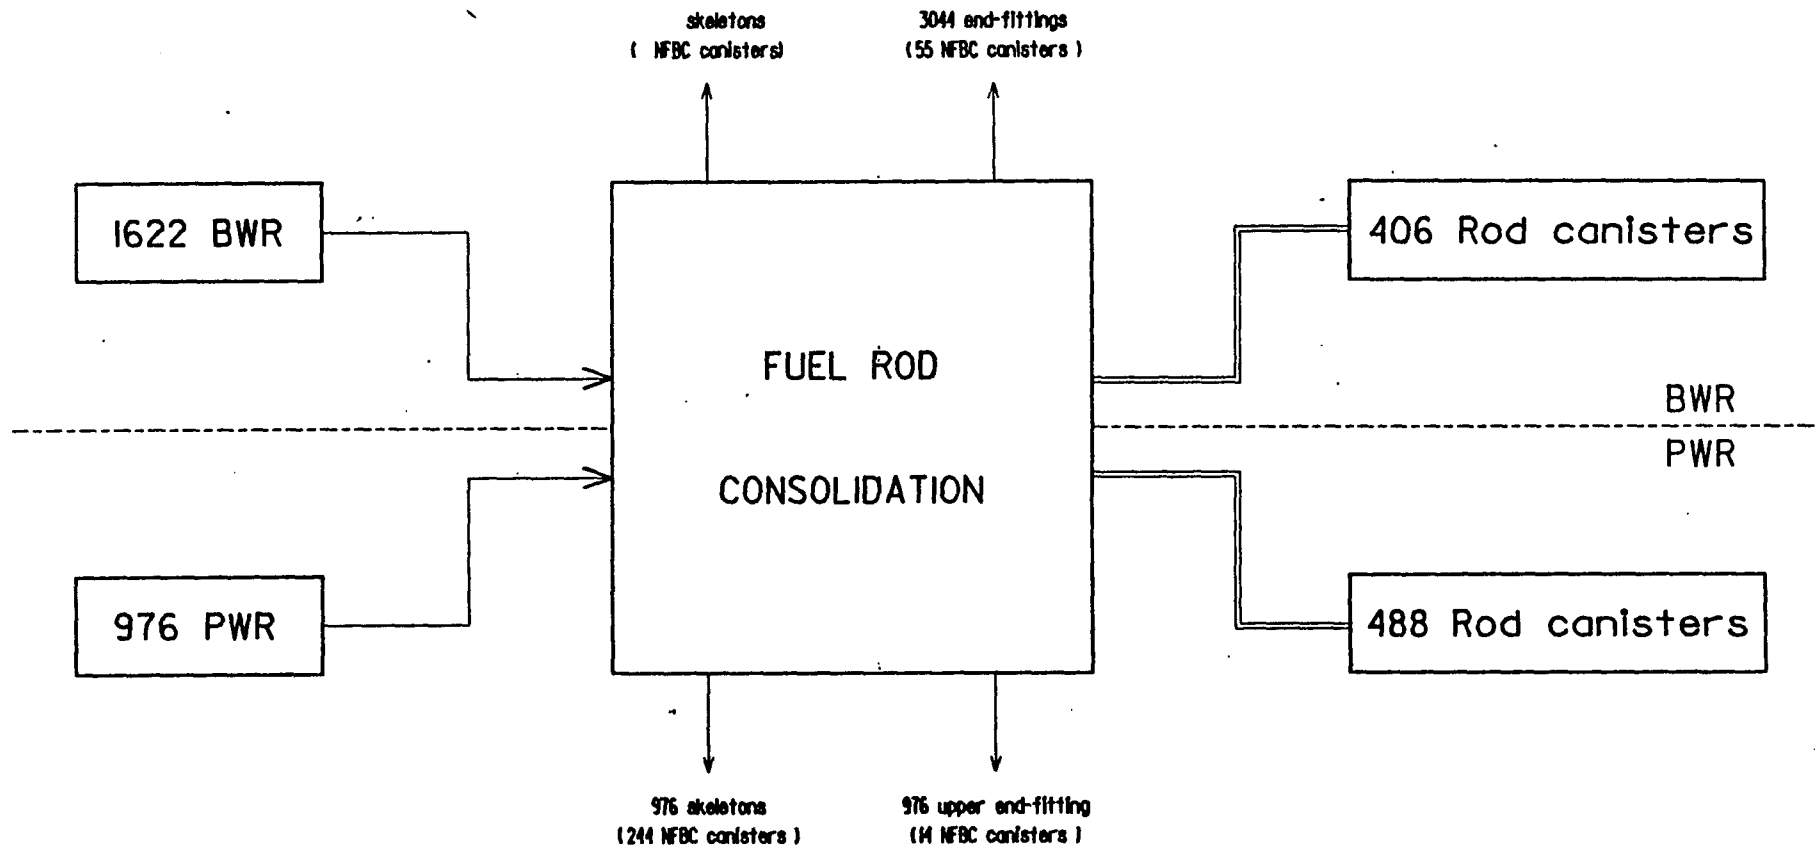 skeletons
( NFBC canisters)
3044 end-fittings
(55 NFBC canisters )
1622 BWR
406 Rod canisters
FUEL ROD
CONSOLIDATION
BWR
PWR
976 PWR
488 Rod canisters
976 skeletons
(244 NFBC canisters )
976 upper end-fitting
(14 NFBC canisters )